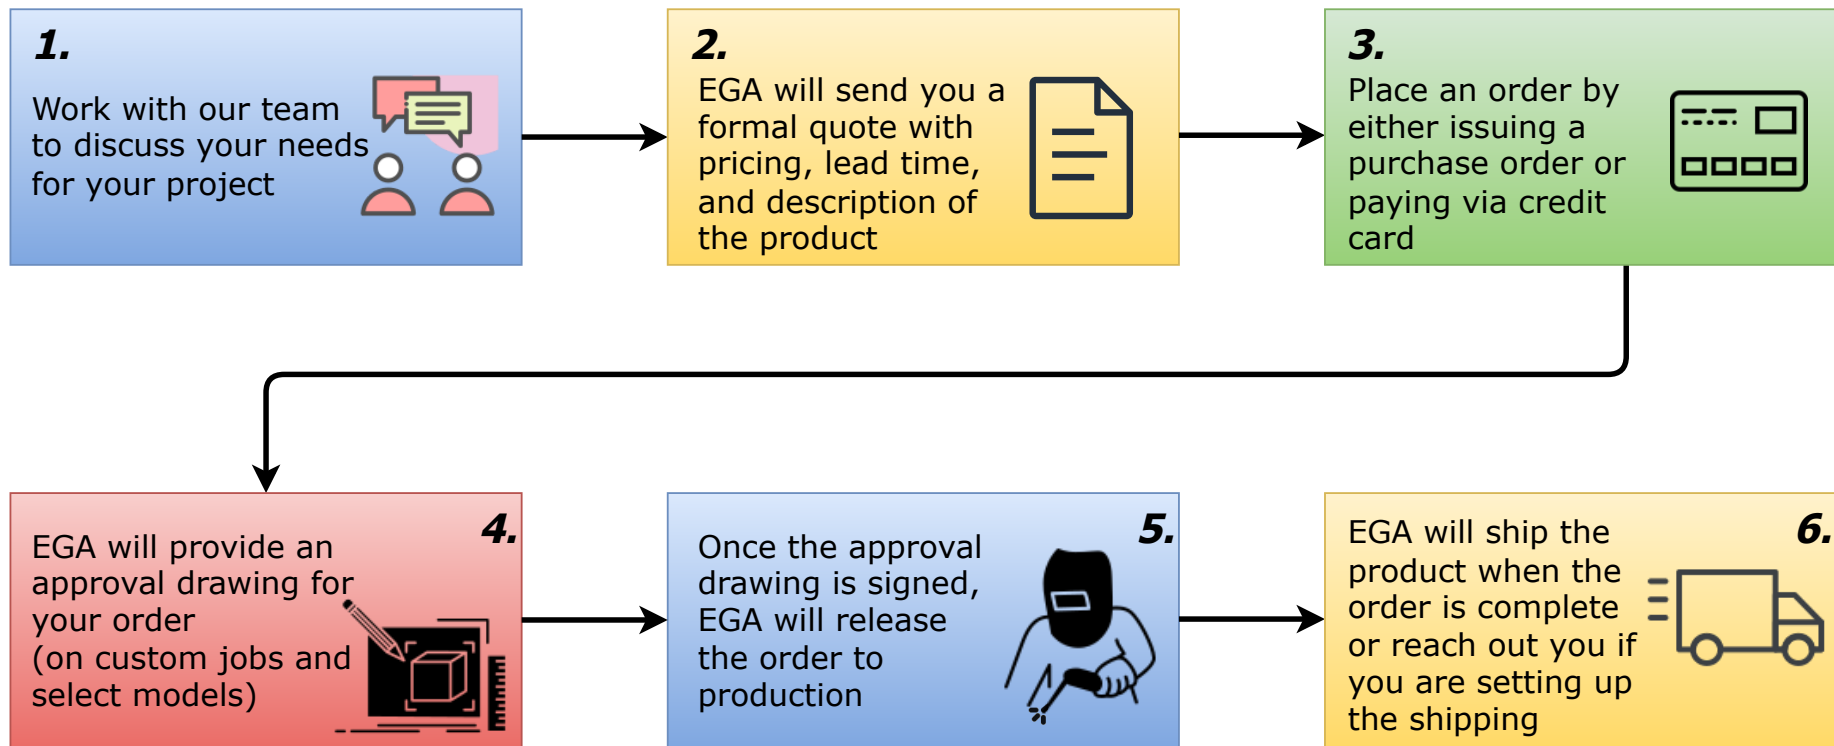 1.
Work with our team
to discuss your needs
for your project
2.
EGA will send you a
formal quote with
pricing, lead time,
and description of
the product
3.
Place an order by
either issuing a
purchase order or
paying via credit
card
4.
EGA will provide an
approval drawing for
your order
(on custom jobs and
select models)
5.
Once the approval
drawing is signed,
EGA will release
the order to
production
6.
EGA will ship the
product when the
order is complete
or reach out you if
you are setting up
the shipping